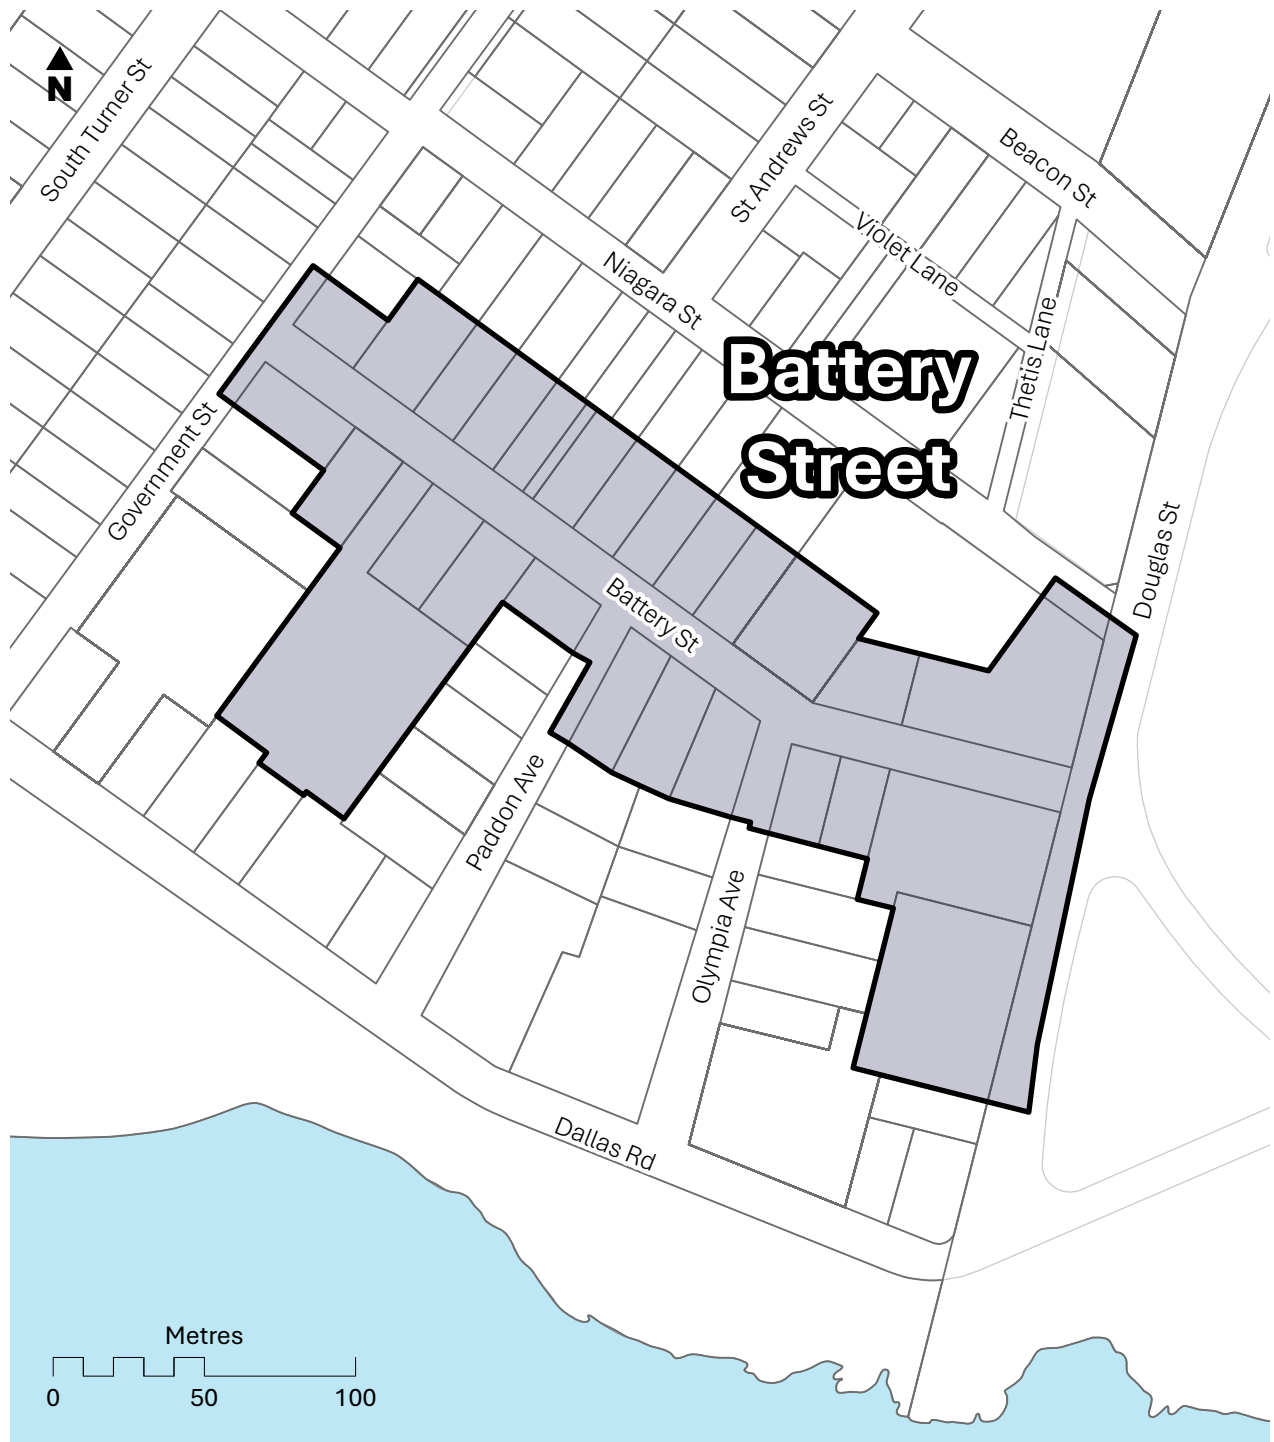 N
South Turner St
St Andrews St
Beacon St
Violet Lane
Niagara St
Thetis Lane
Battery
Street
Government St
Douglas St
Battery St
Paddon Ave
Olympia Ave
Dallas Rd
Metres
0 50 100